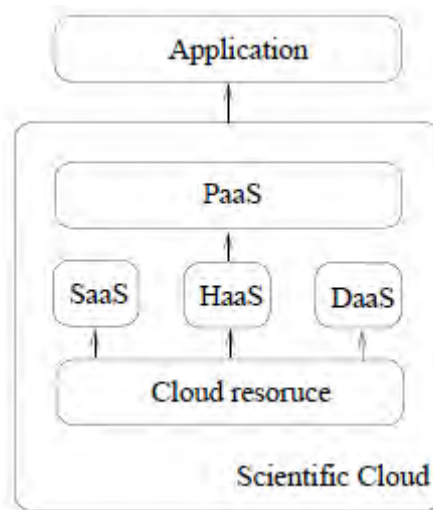 Application
PaaS
SaaS HaaS DaaS
Cloud resoruce
Scientific Cloud